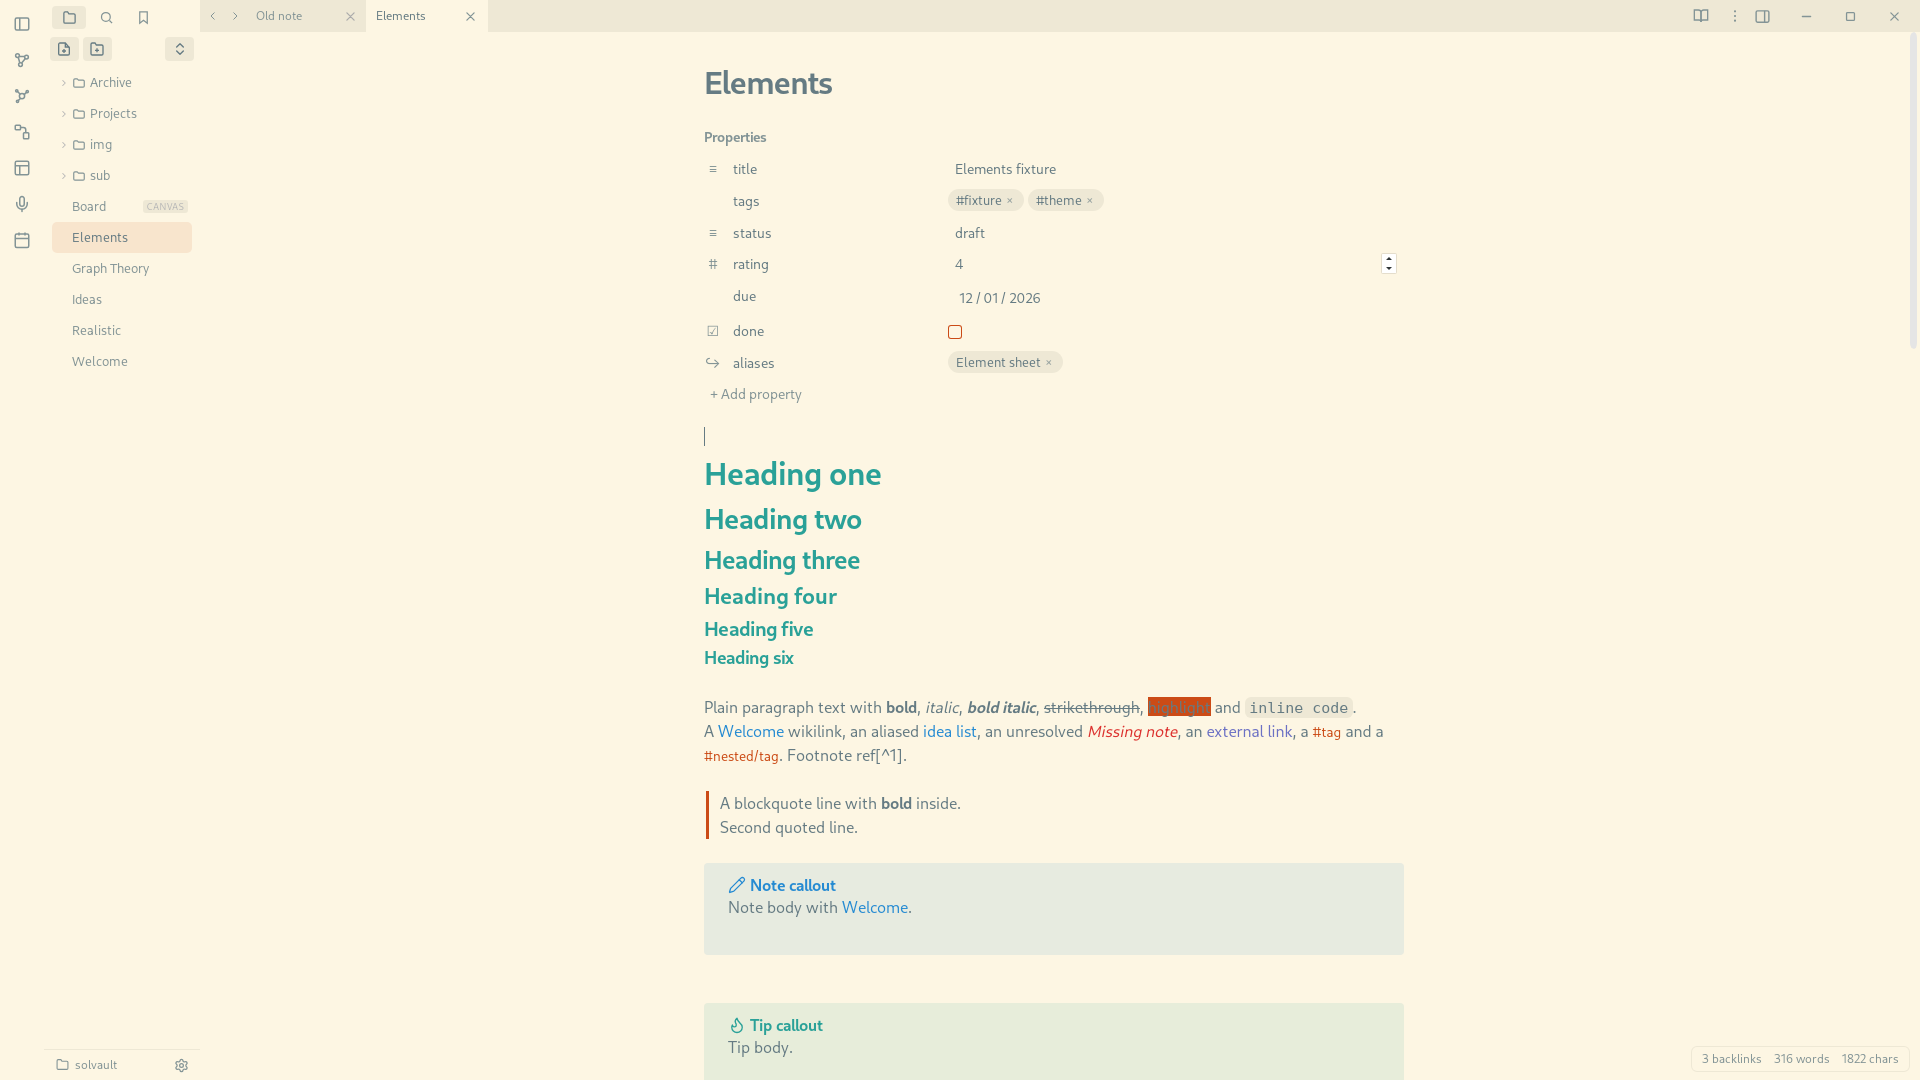 Old note
Elements
Archive
Projects
img
sub
Board CANVAS
Elements
Graph Theory
Ideas
Realistic
Welcome
solvault
Elements
Properties
title Elements fixture
tags #fixture × #theme ×
status draft
rating 4
due 12 / 01 / 2026
done
aliases Element sheet ×
+ Add property
Heading one
Heading two
Heading three
Heading four
Heading five
Heading six
Plain paragraph text with bold, italic, bold italic, strikethrough, highlight and inline code.
A Welcome wikilink, an aliased idea list, an unresolved Missing note, an external link, a #tag and a
#nested/tag. Footnote ref[^1].
A blockquote line with bold inside.
Second quoted line.
Note callout
Note body with Welcome.
Tip callout
Tip body.
3 backlinks 316 words 1822 chars